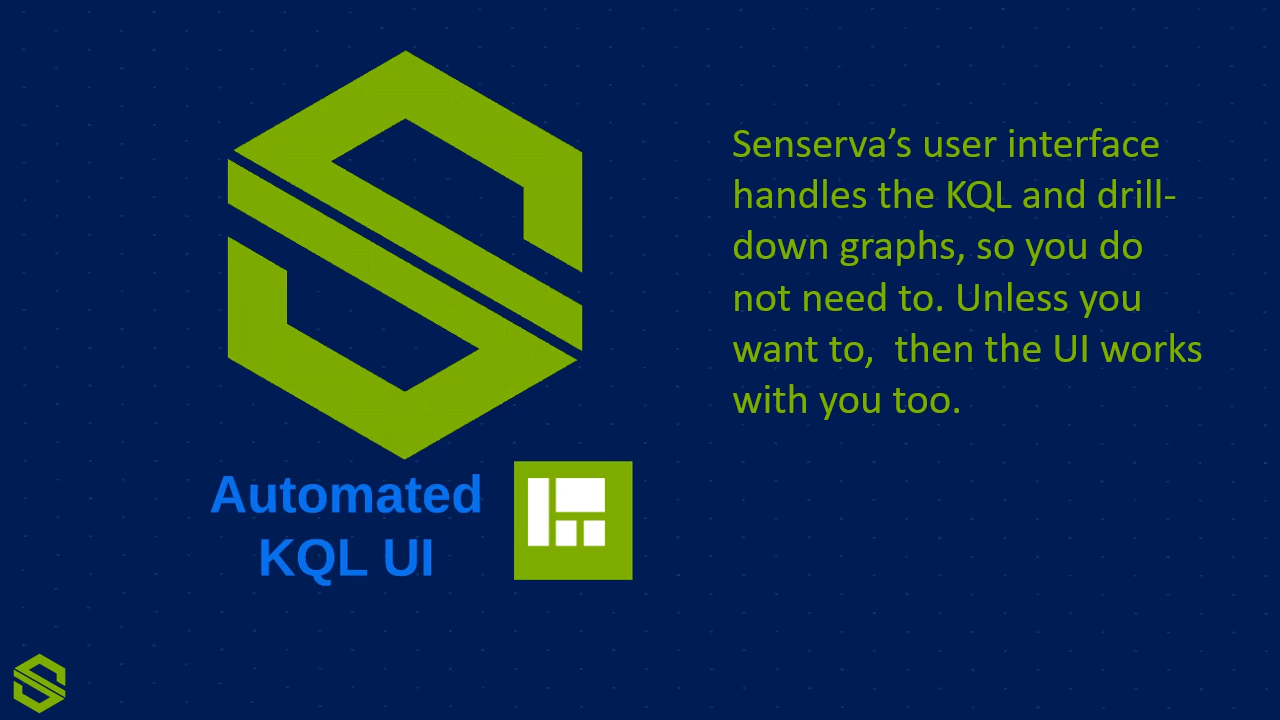 Senserva’s user interface
handles the KQL and drill-
down graphs, so you do
not need to. Unless you
want to,  then the UI works
with you too.
Automated
KQL UI